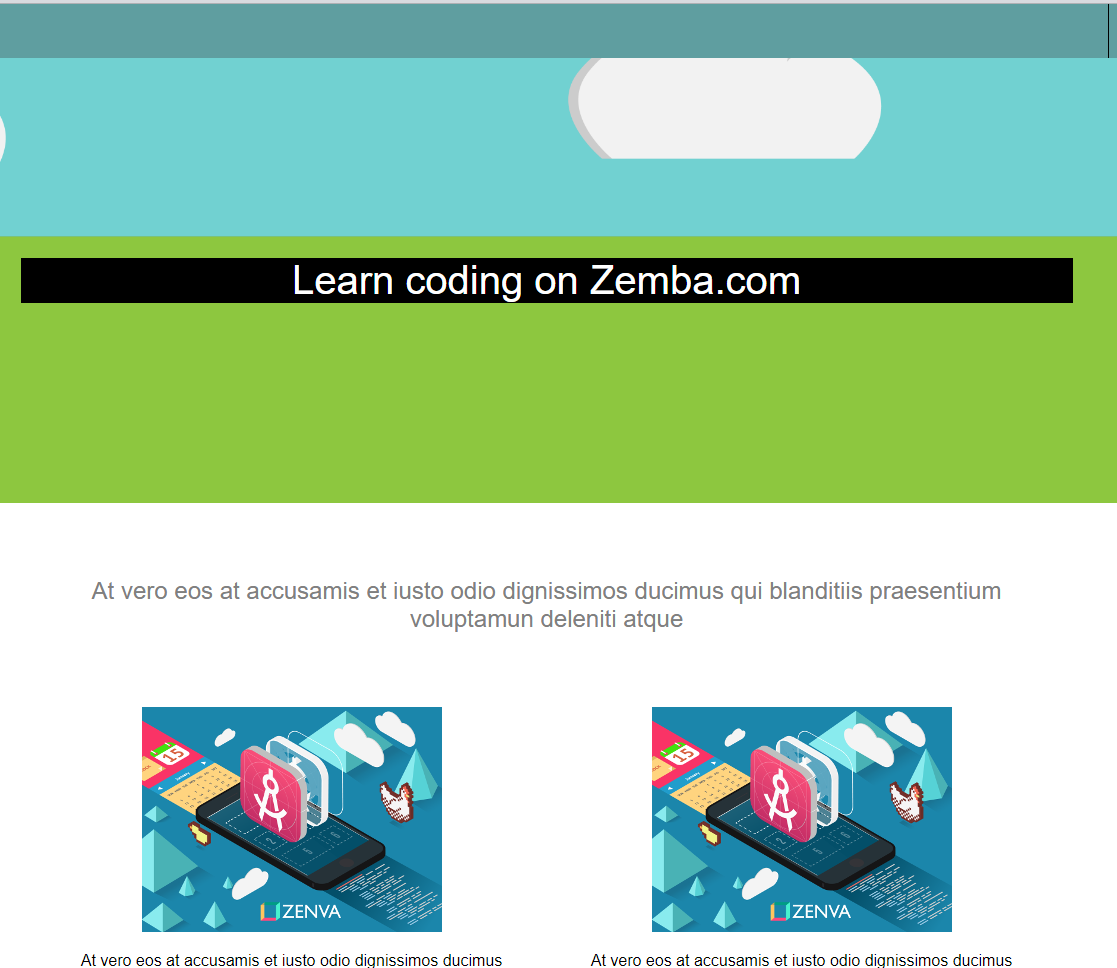 Learn coding on Zemba.com
At vero eos at accusamis et iusto odio dignissimos ducimus qui blanditiis praesentium
voluptamun deleniti atque
15
January
ZENVA
15
January
ZENVA
At vero eos at accusamis et iusto odio dignissimos ducimus
At vero eos at accusamis et iusto odio dignissimos ducimus